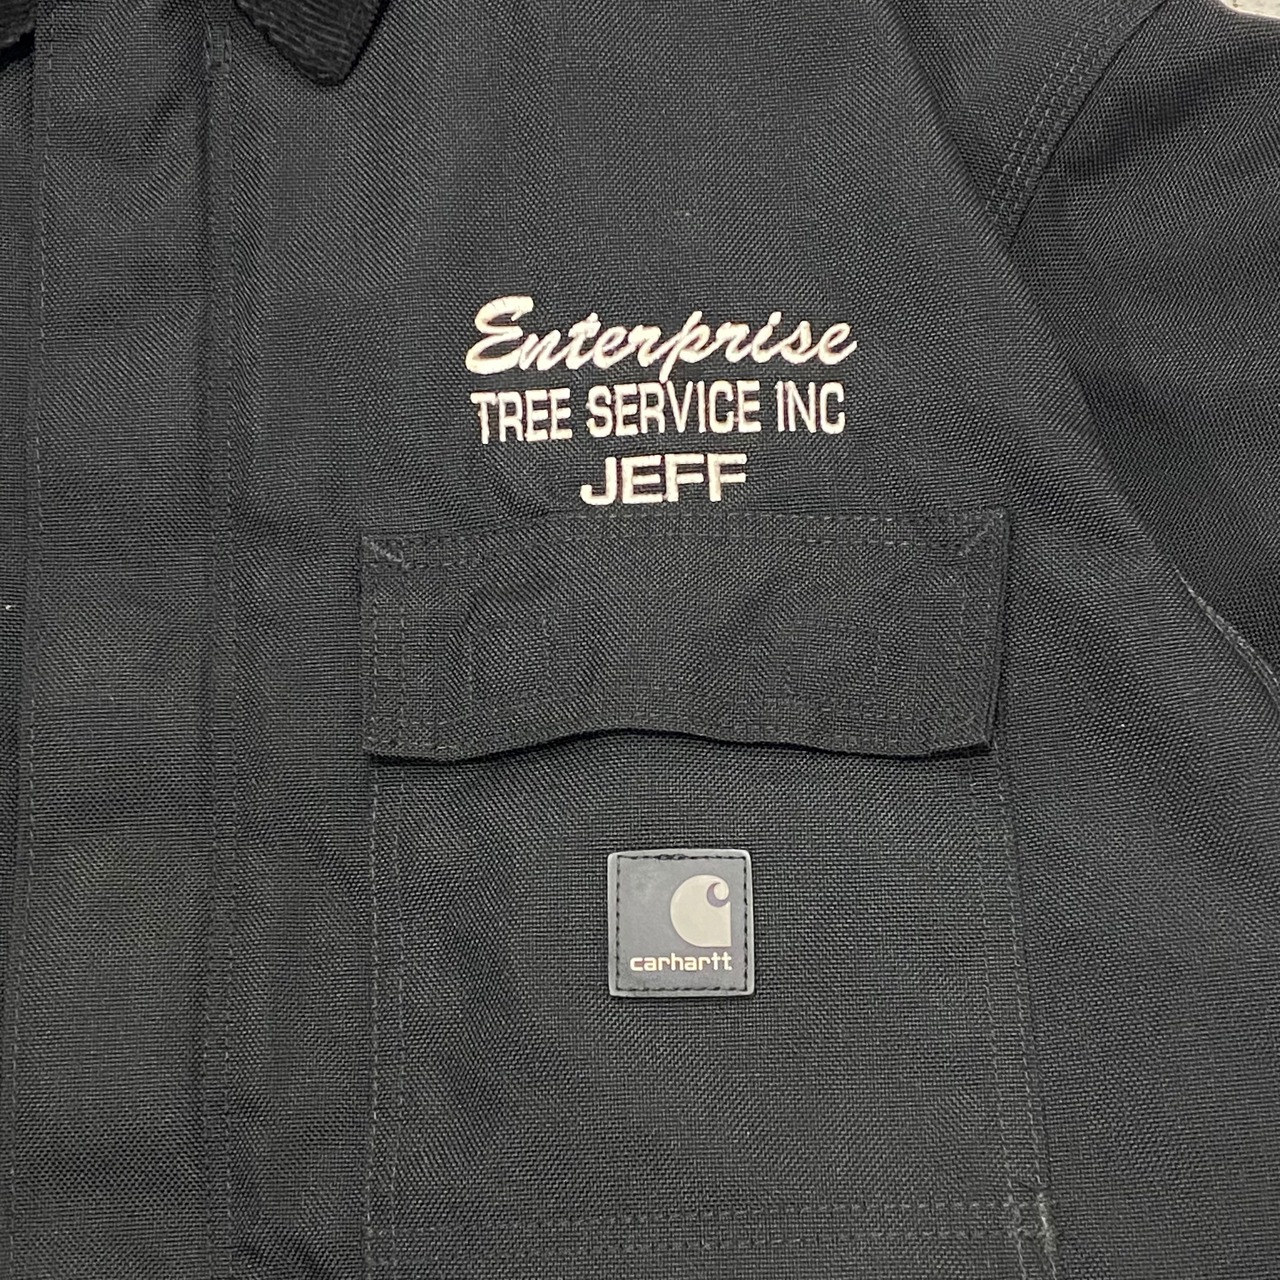 Enterprise
TREE SERVICE INC
JEFF
carhartt